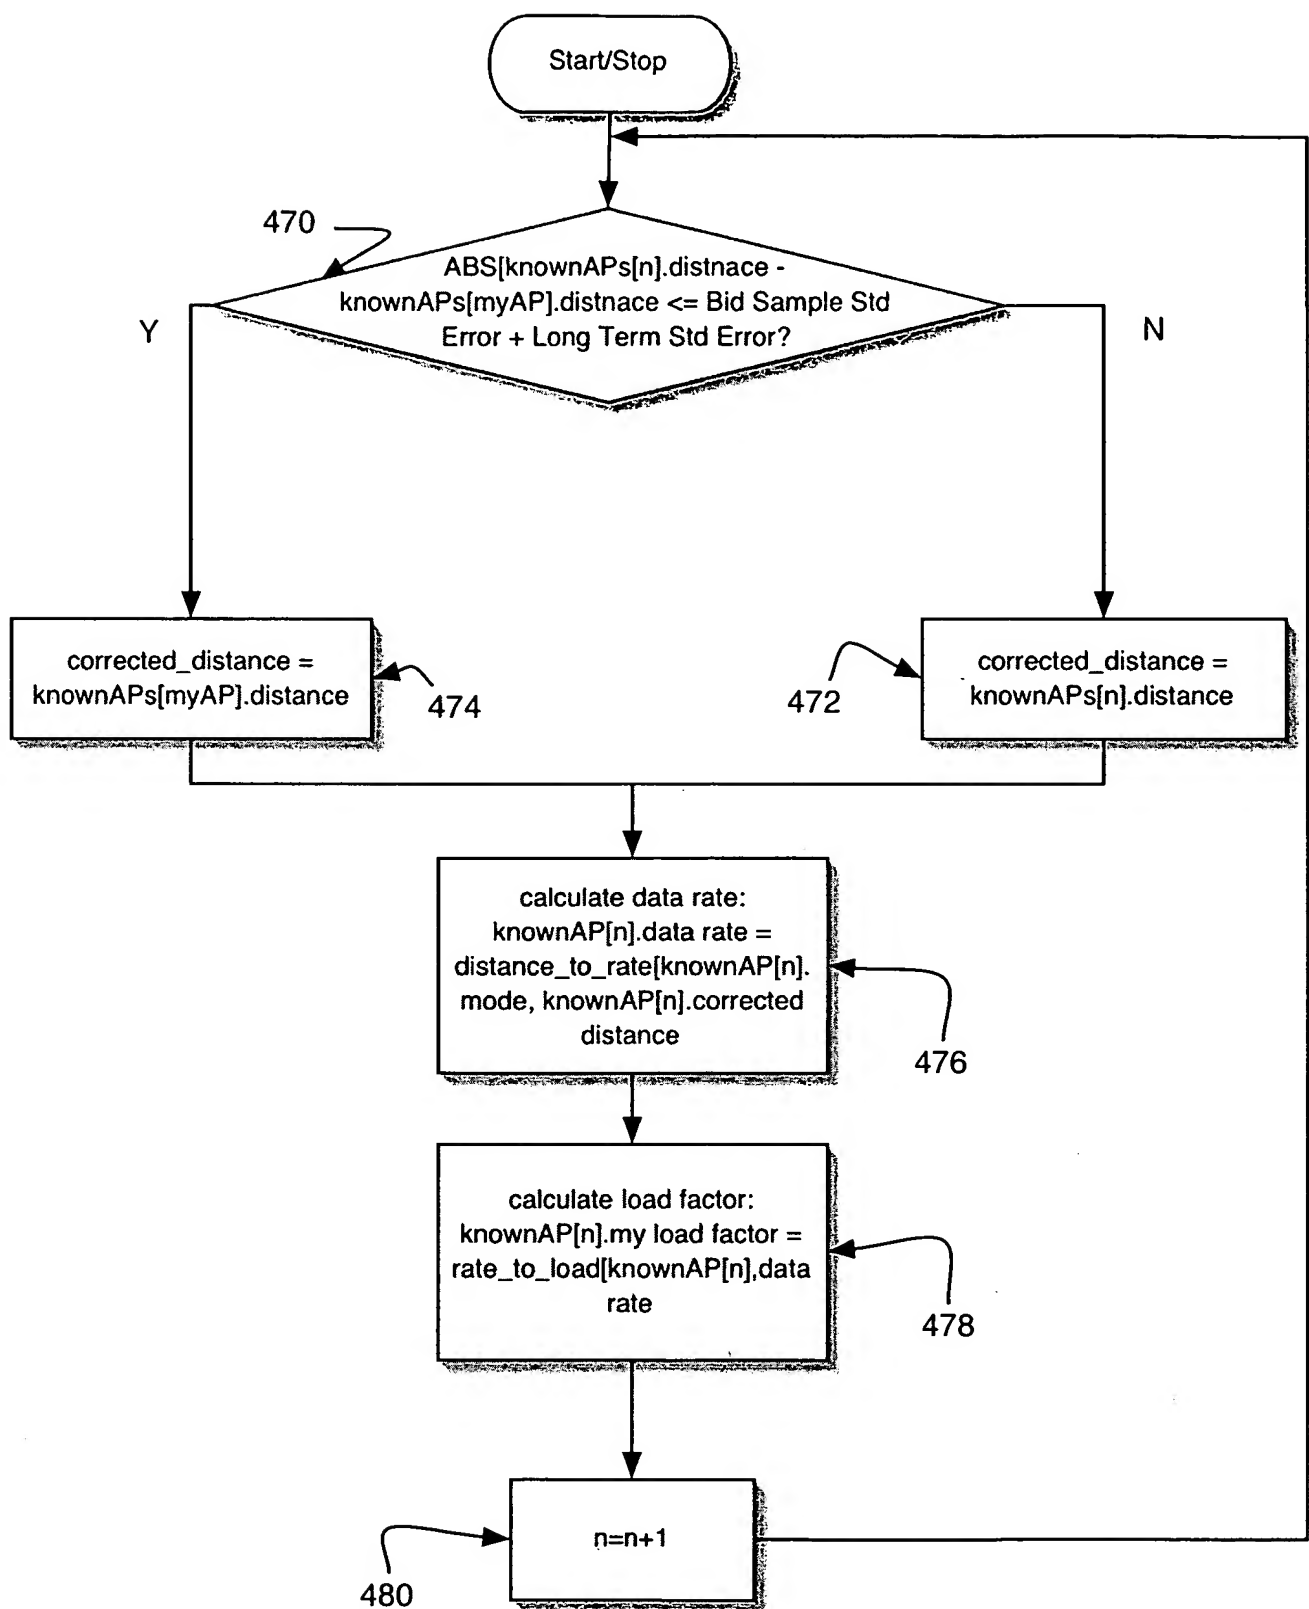 Start/Stop
470
ABS[knownAPs[n].distnace -
knownAPs[myAP].distnace <= Bid Sample Std
Error + Long Term Std Error?
Y
N
corrected_distance =
knownAPs[myAP].distance
474
472
corrected_distance =
knownAPs[n].distance
calculate data rate:
knownAP[n].data rate =
distance_to_rate[knownAP[n].
mode, knownAP[n].corrected
distance
476
calculate load factor:
knownAP[n].my load factor =
rate_to_load[knownAP[n],data
rate
478
n=n+1
480